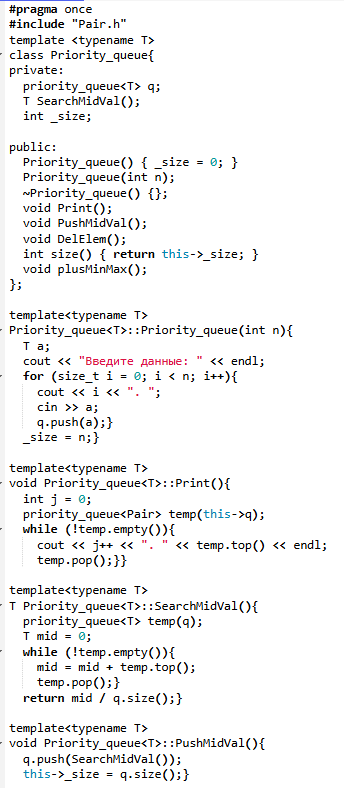 #pragma once
#include "Pair.h"
template <typename T>
class Priority_queue{
private:
  priority_queue<T> q;
  T SearchMidVal();
  int _size;

public:
  Priority_queue() { _size = 0; }
  Priority_queue(int n);
  ~Priority_queue() {};
  void Print();
  void PushMidVal();
  void DelElem();
  int size() { return this->_size; }
  void plusMinMax();
};

template<typename T>
Priority_queue<T>::Priority_queue(int n){
  T a;
  cout << "Введите данные: " << endl;
  for (size_t i = 0; i < n; i++){
    cout << i << ". ";
    cin >> a;
    q.push(a);}
  _size = n;}

template<typename T>
void Priority_queue<T>::Print(){
  int j = 0;
  priority_queue<Pair> temp(this->q);
  while (!temp.empty()){
    cout << j++ << ". " << temp.top() << endl;
    temp.pop();}}

template<typename T>
T Priority_queue<T>::SearchMidVal(){
  priority_queue<T> temp(q);
  T mid = 0;
  while (!temp.empty()){
    mid = mid + temp.top();
    temp.pop();}
  return mid / q.size();}

template<typename T>
void Priority_queue<T>::PushMidVal(){
  q.push(SearchMidVal());
  this->_size = q.size();}